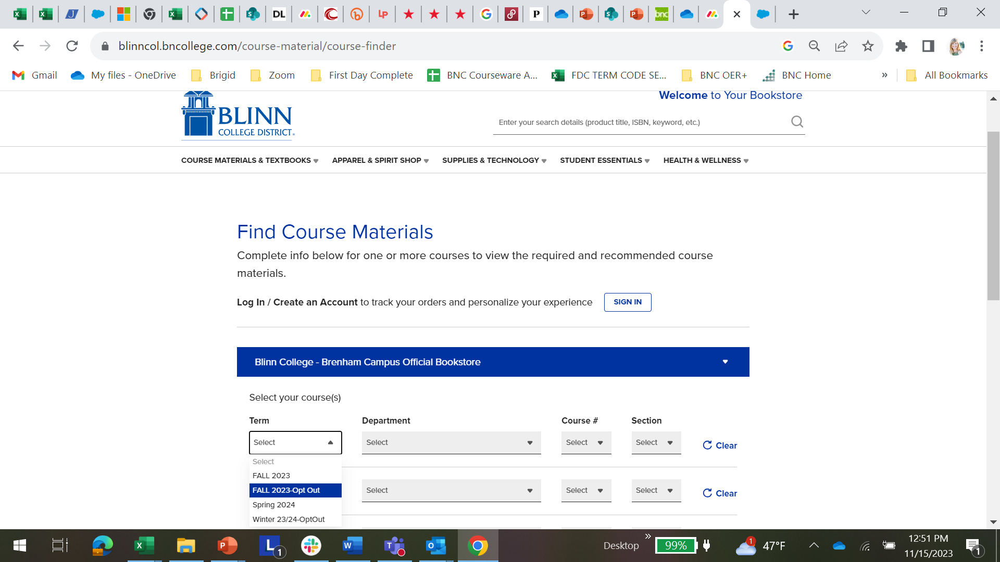 DL
LP
P
bnc
blinncol.bncollege.com/course-material/course-finder
Gmail
My files - OneDrive
Brigid
Zoom
First Day Complete
BNC Courseware A...
FDC TERM CODE SE...
BNC OER+
BNC Home
»
All Bookmarks
BLINN
COLLEGE DISTRICT.
Welcome to Your Bookstore
Enter your search details (product title, ISBN, keyword, etc.)
COURSE MATERIALS & TEXTBOOKS
APPAREL & SPIRIT SHOP
SUPPLIES & TECHNOLOGY
STUDENT ESSENTIALS
HEALTH & WELLNESS
Find Course Materials
Complete info below for one or more courses to view the required and recommended course
materials.
Log In / Create an Account to track your orders and personalize your experience
SIGN IN
Blinn College - Brenham Campus Official Bookstore
Select your course(s)
Term
Department
Course #
Section
Select
Select
Select
Select
Clear
Select
FALL 2023
FALL 2023-Opt Out
Spring 2024
Winter 23/24-OptOut
Select
Select
Select
Clear
L
1
Desktop
99%
1
47°F
12:51 PM
11/15/2023
1